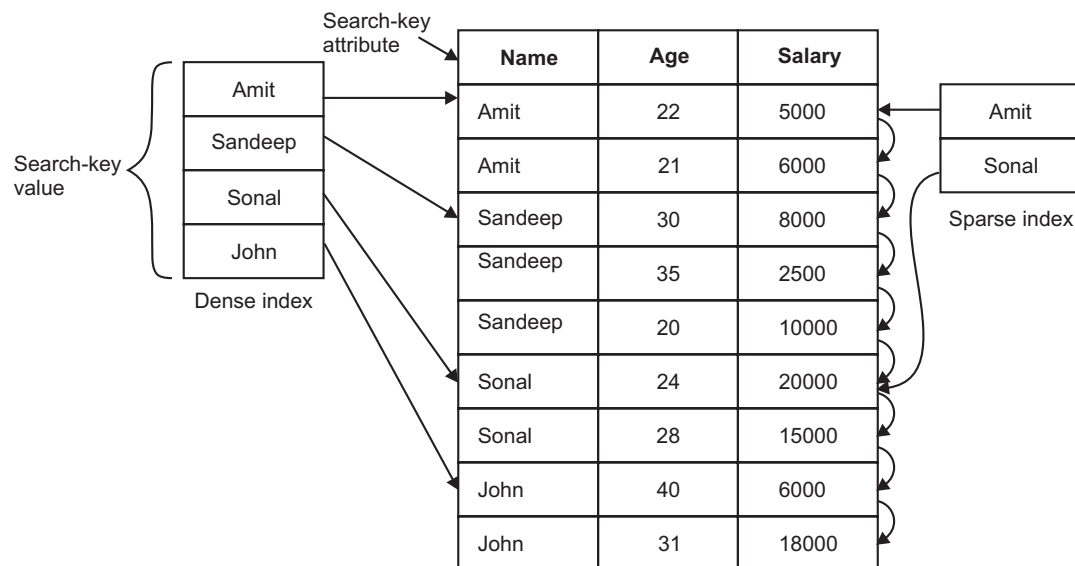 Search-key
attribute
Name Age Salary
Amit 22 5000
Amit 21 6000
Sandeep 30 8000
Sandeep 35 2500
Sandeep 20 10000
Sonal 24 20000
Sonal 28 15000
John 40 6000
John 31 18000
Search-key
value
Amit
Sandeep
Sonal
John
Dense index
Amit
Sonal
Sparse index